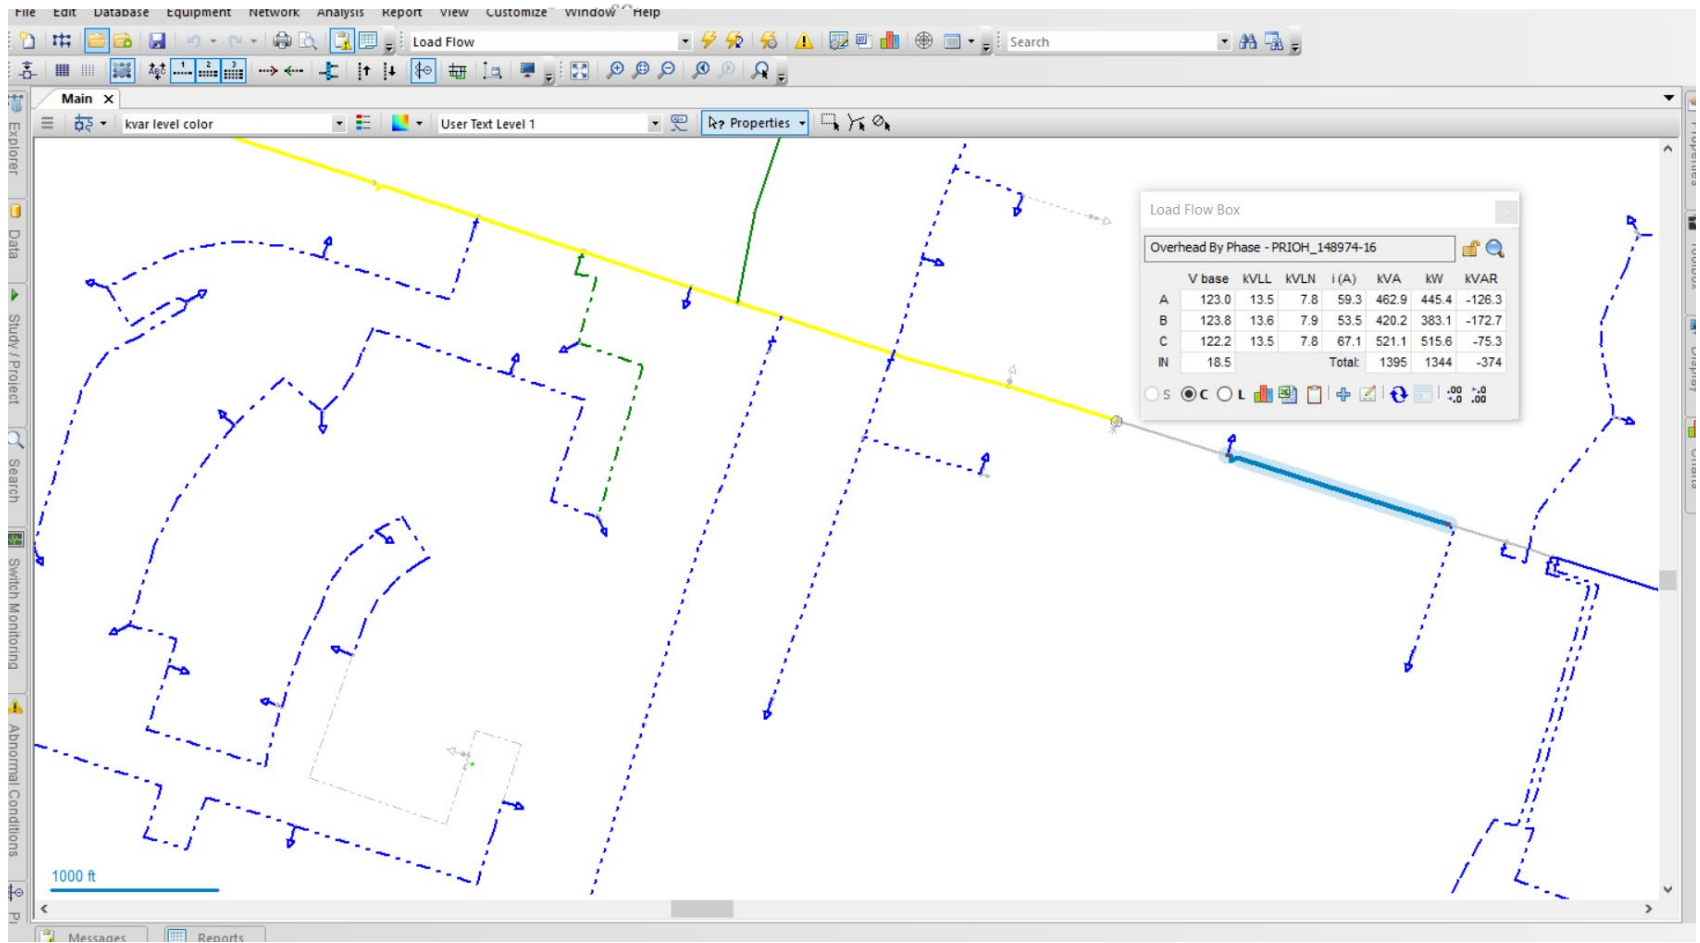 File Edit Database Equipment Network Analysis Report View Customize Window Help
Load Flow
Search
Main X
kvar level color
User Text Level 1
Properties
Explorer
Data
Study / Project
Search
Switch Monitoring
Abnormal Conditions
Load Flow Box
Overhead By Phase - PRIOH_148974-16
V base kVLL kVLN i (A) kVA kW kVAR
A 123.0 13.5 7.8 59.3 462.9 445.4 -126.3
B 123.8 13.6 7.9 53.5 420.2 383.1 -172.7
C 122.2 13.5 7.8 67.1 521.1 515.6 -75.3
IN 18.5 Total: 1395 1344 -374
S C L
Properties
Toolbox
Display
Charts
1000 ft
Messages Reports